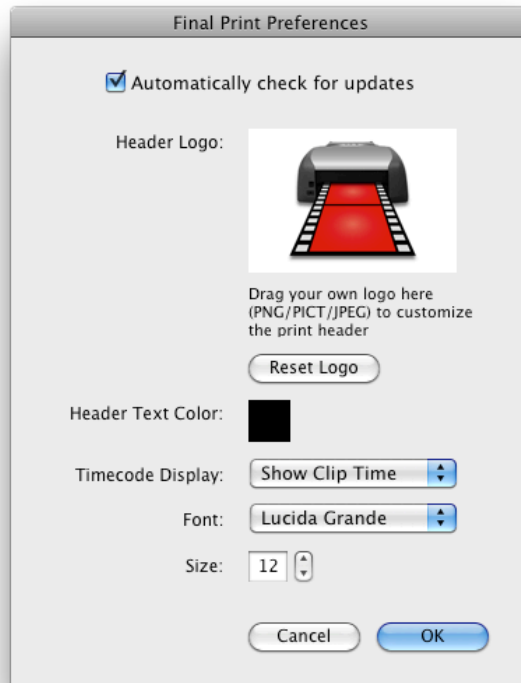 Final Print Preferences
Automatically check for updates
Header Logo:
Drag your own logo here
(PNG/PICT/JPEG) to customize
the print header
Reset Logo
Header Text Color:
Timecode Display: Show Clip Time
Font: Lucida Grande
Size: 12
Cancel OK